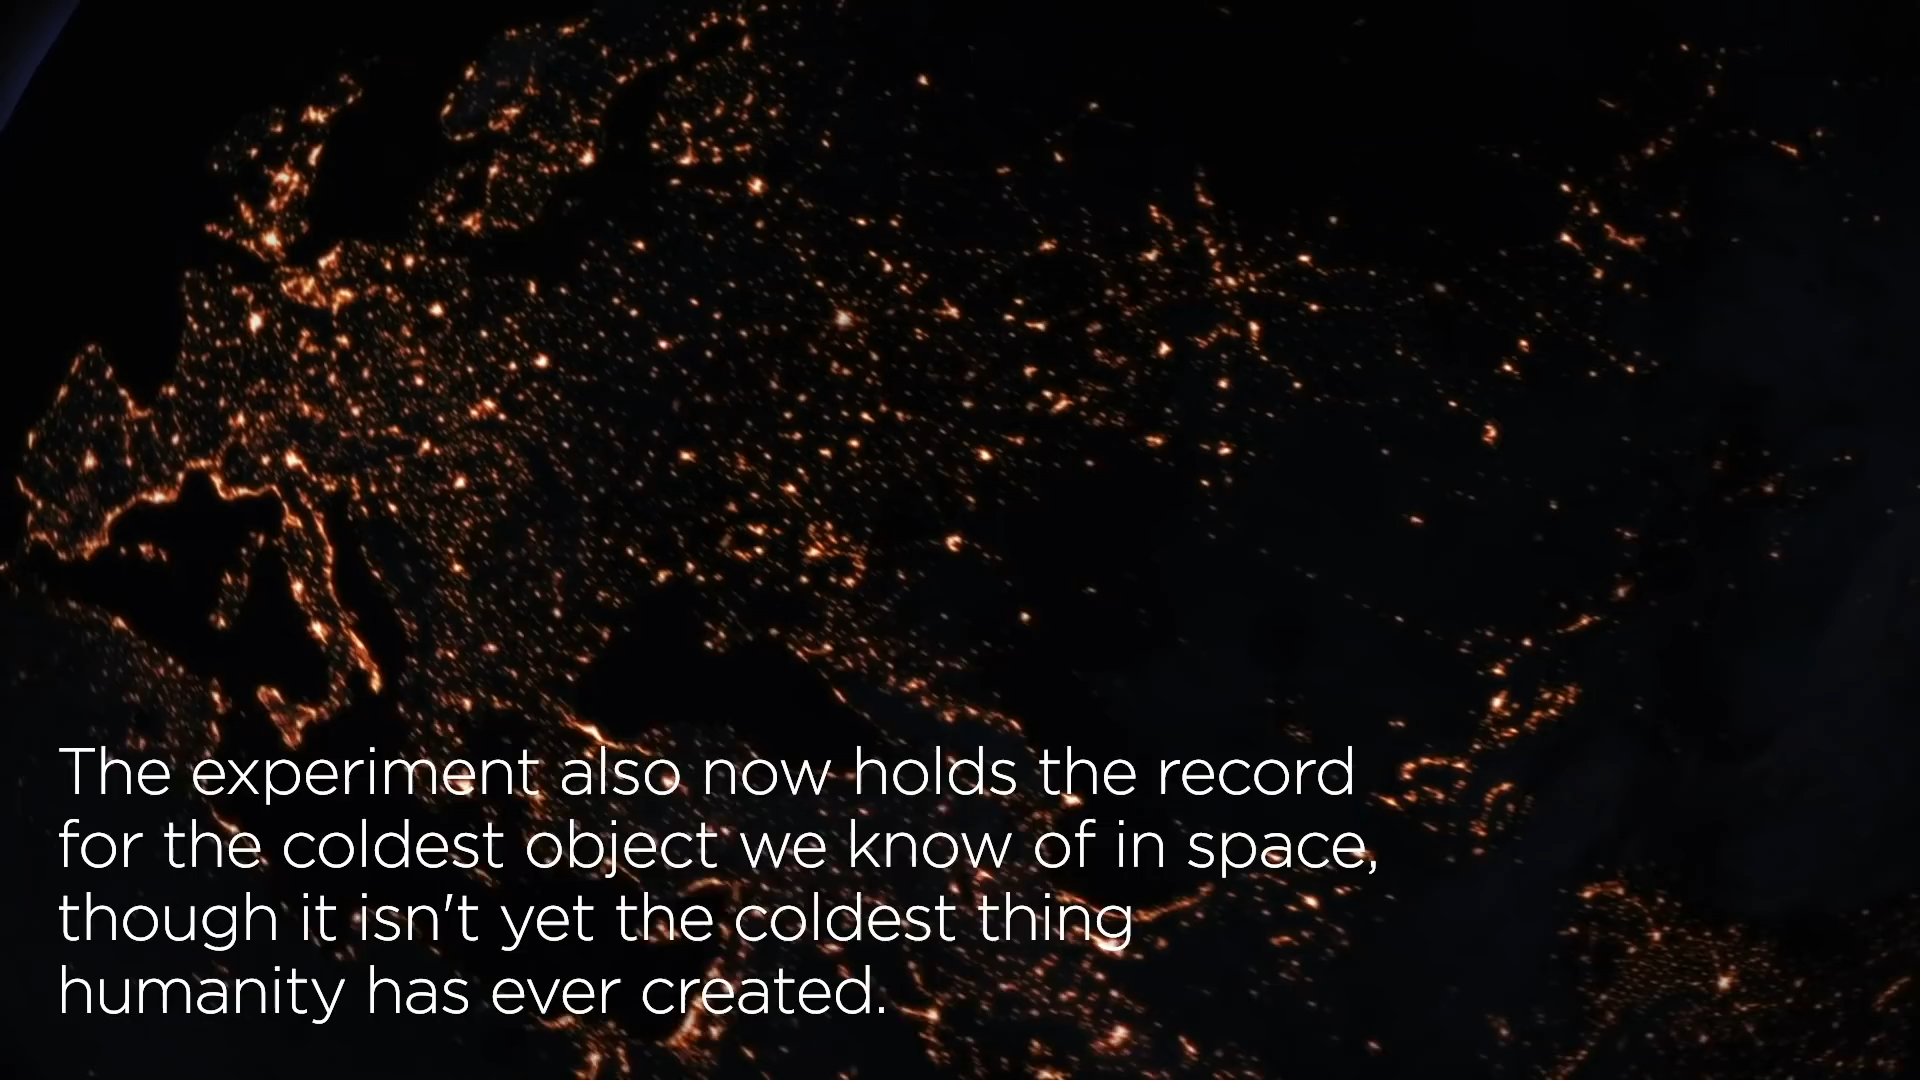 The experiment also now holds the record
for the coldest object we know of in space,
though it isn't yet the coldest thing
humanity has ever created.